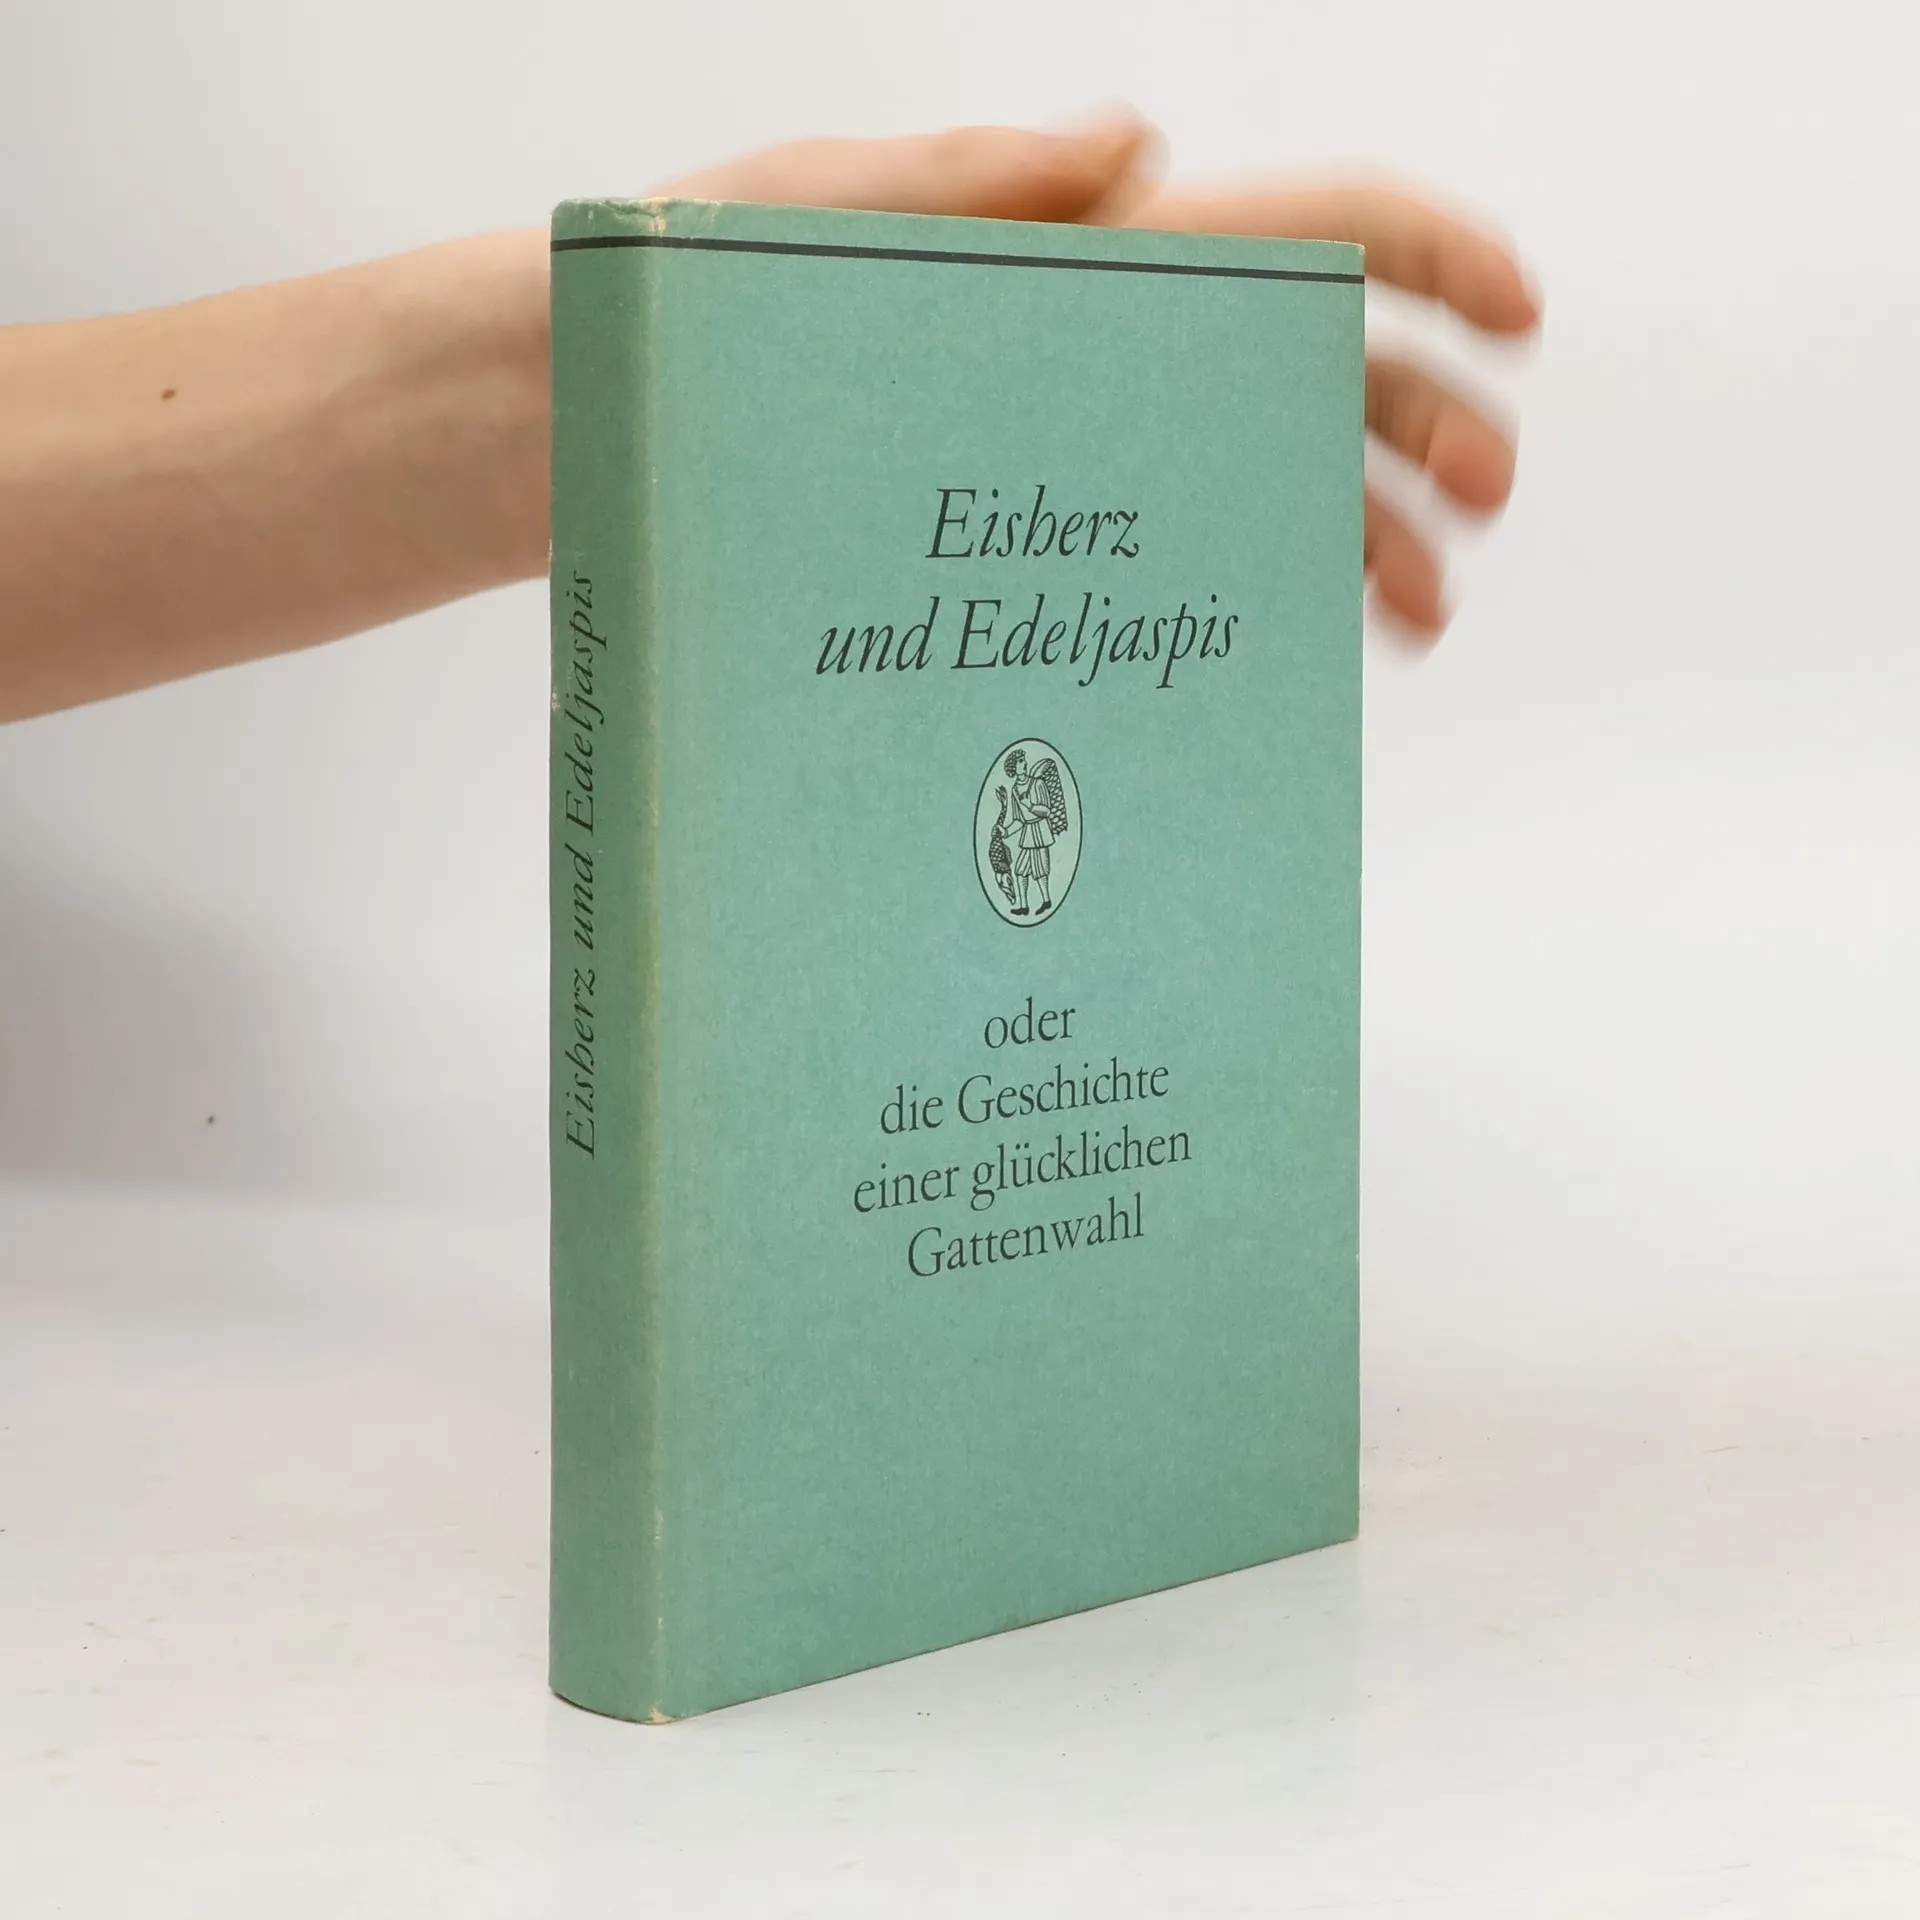 Eisherz und Edeljaspis
Eisherz
und Edeljaspis
oder
die Geschichte
einer glücklichen
Gattenwahl